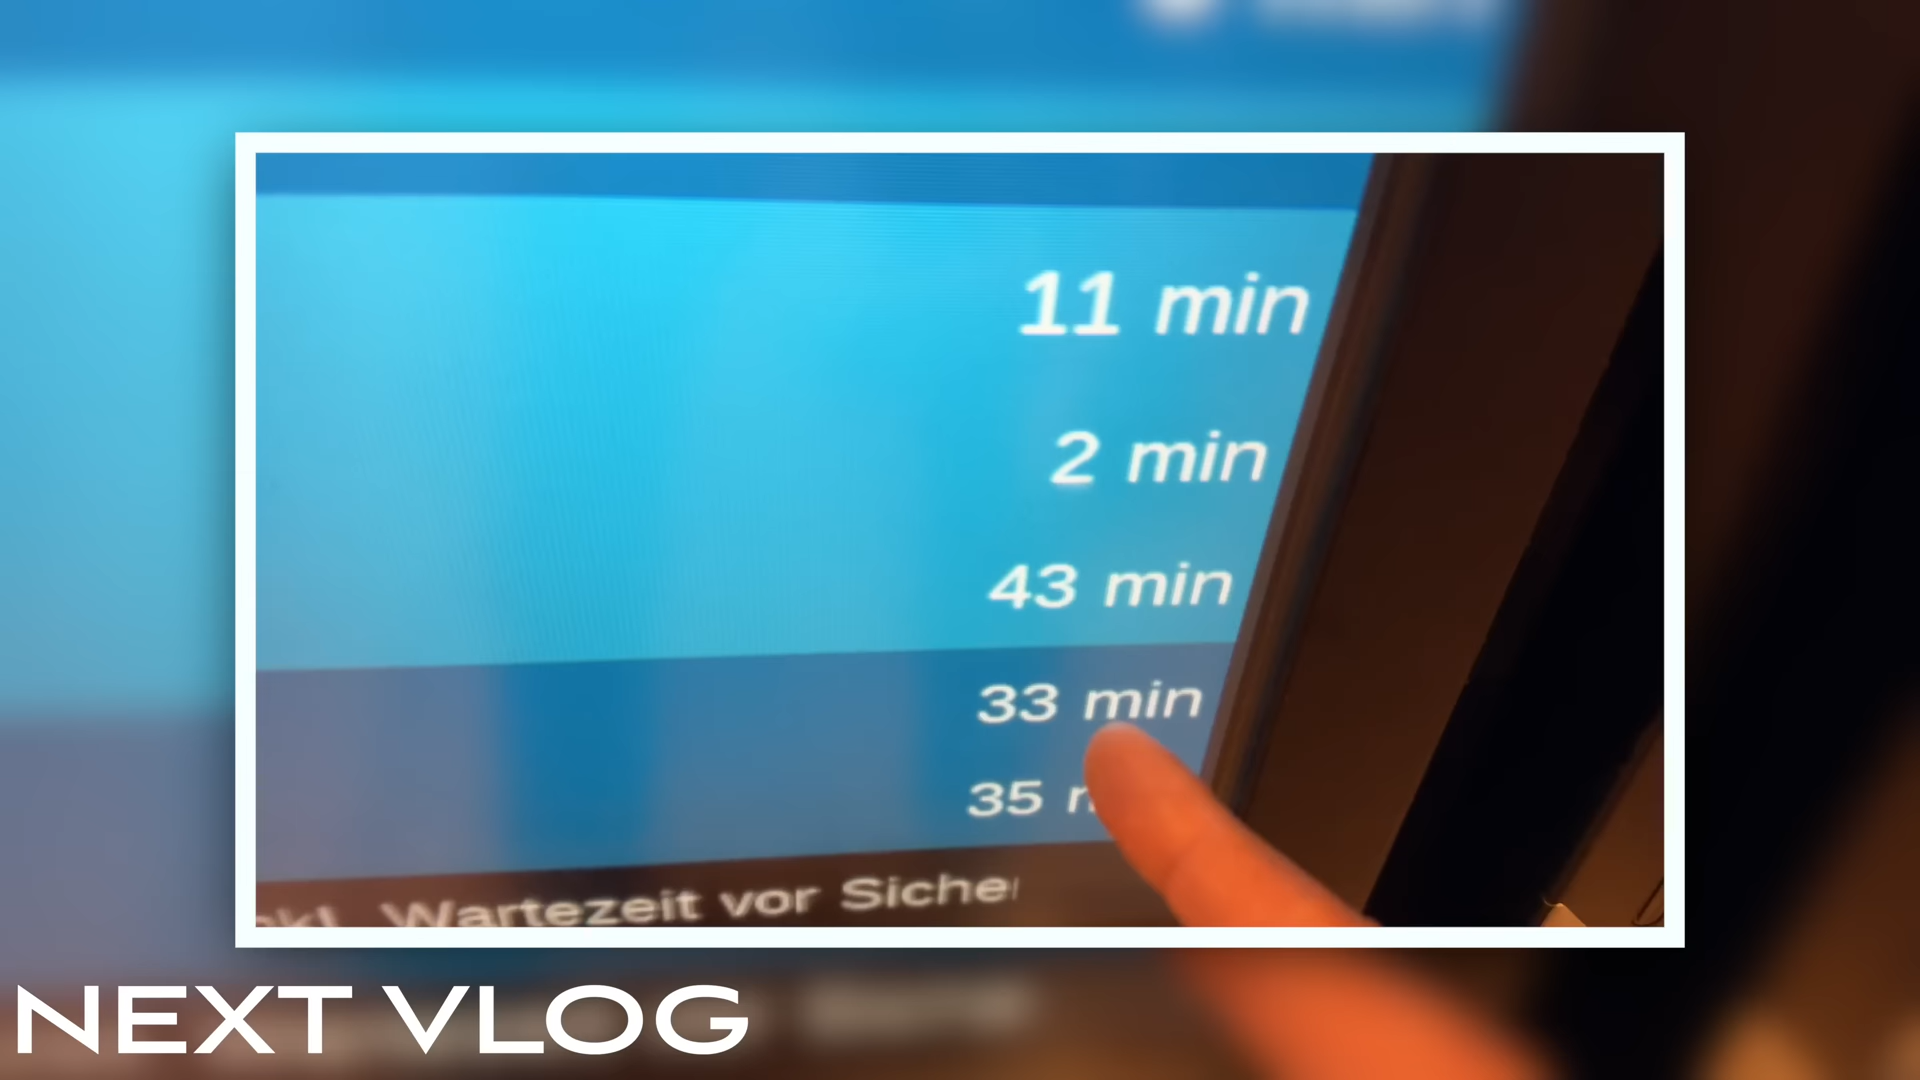 11 min
2 min
43 min
33 min
35
Wartezeit vor
NEXT VLOG